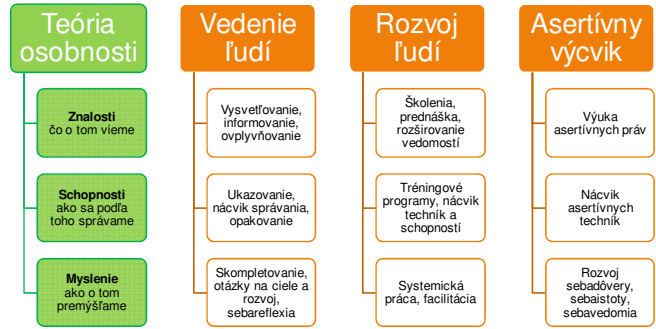 Teória
osobnosti
Znalosti
čo o tom vieme
Schopnosti
ako sa podľa
toho správame
Myslenie
ako o tom
premýšľame
Vedenie
ľudí
Vysvetľovanie,
informovanie,
ovplyvňovanie
Ukazovanie,
nácvik správania,
opakovanie
Skompletovanie,
otázky na ciele a
rozvoj,
sebareflexia
Rozvoj
ľudí
Školenia,
prednáška,
rozširovanie
vedomostí
Tréningové
programy, nácvik
techník a
schopností
Systemická
práca, facilitácia
Asertívny
výcvik
Výuka
asertívnych práv
Nácvik
asertívnych
techník
Rozvoj
sebadôvery,
sebaistoty,
sebavedomia